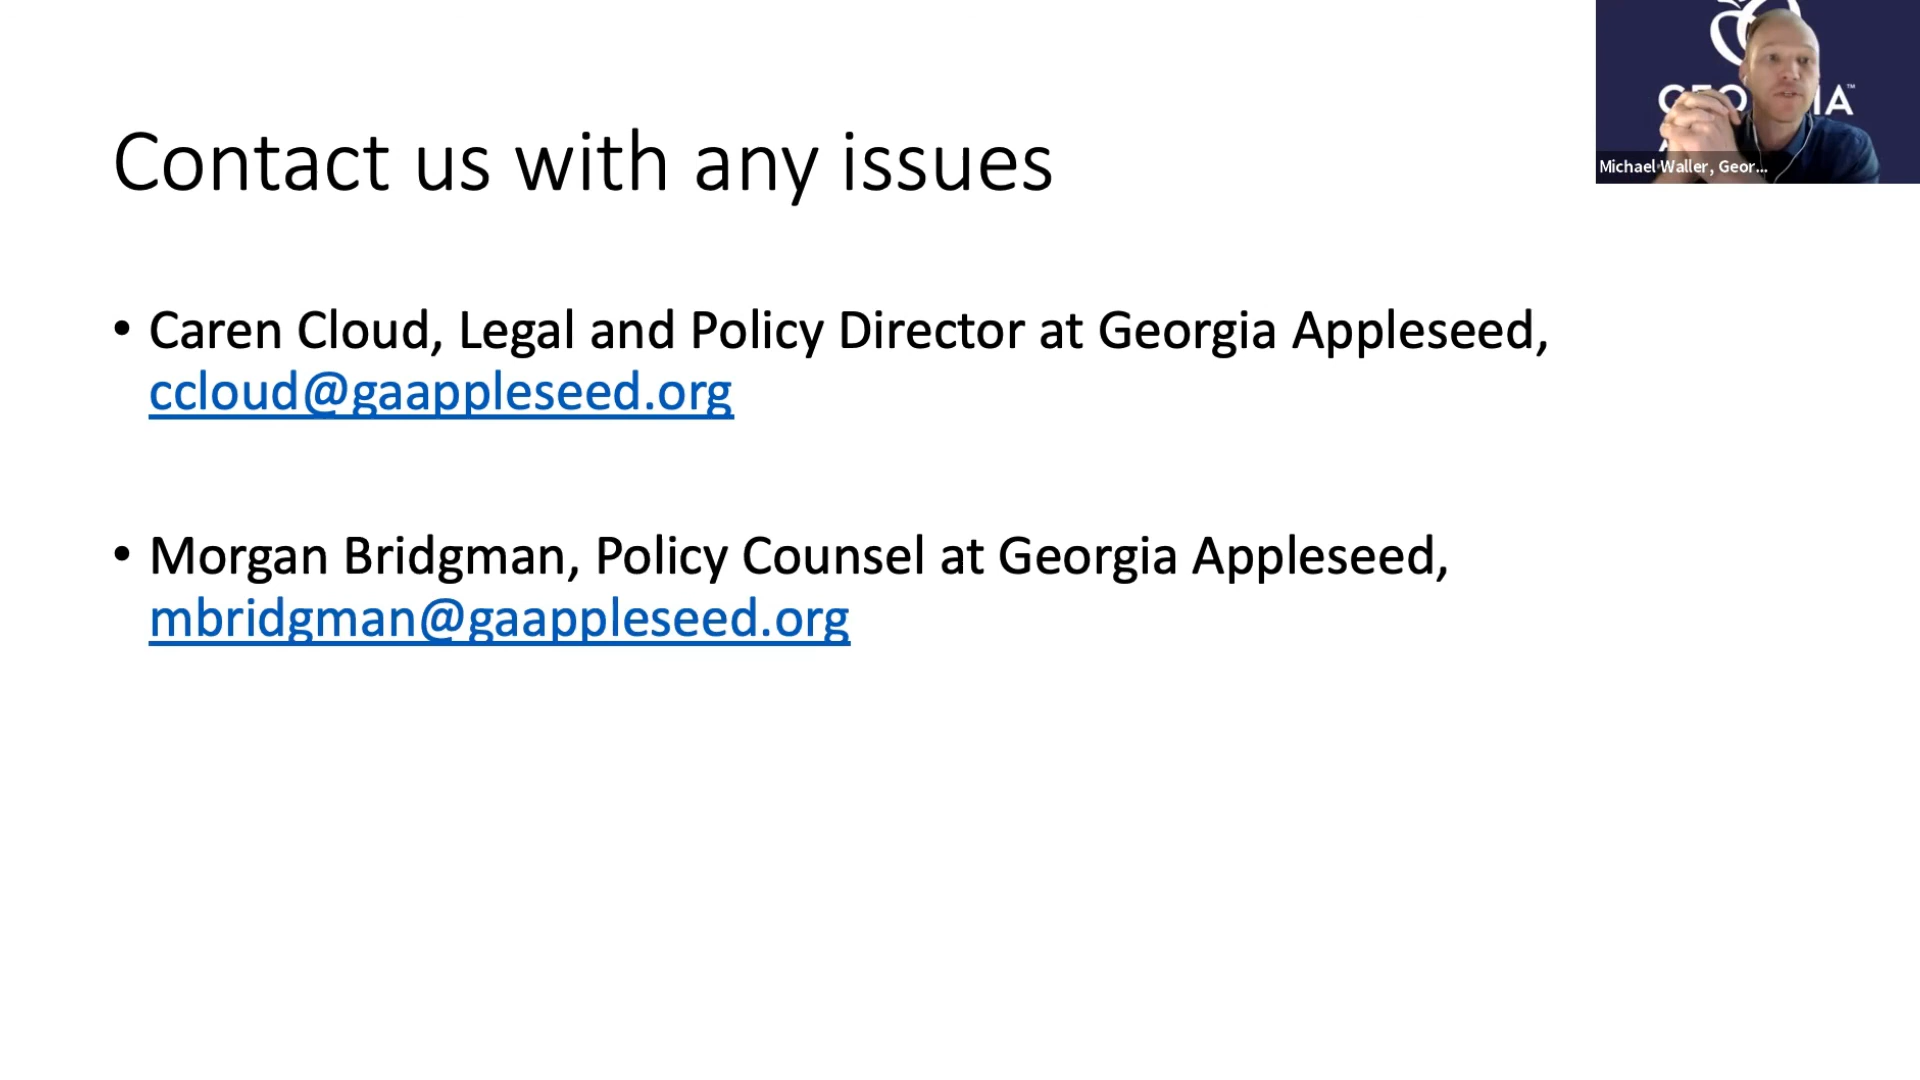 Contact us with any issues
• Caren Cloud, Legal and Policy Director at Georgia Appleseed,
ccloud@gaappleseed.org
• Morgan Bridgman, Policy Counsel at Georgia Appleseed,
mbridgman@gaappleseed.org
Michael Waller, Geor...